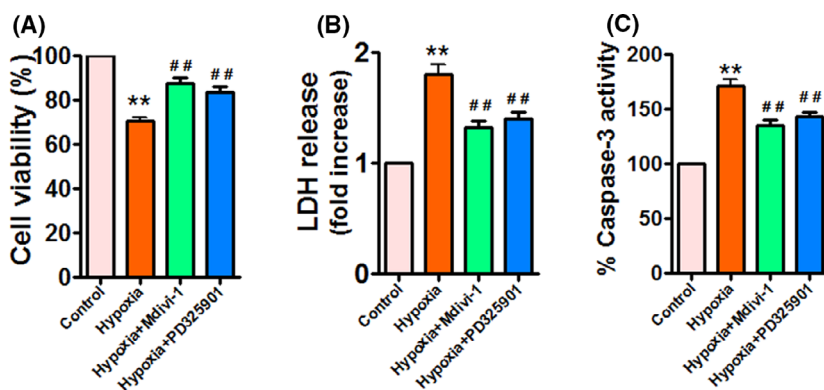 (A)
Cell viability (%)
100
80
60
40
20
0
**
##
##
Control
Hypoxia
Hypoxia+Mdivi-1
Hypoxia+PD325901
(B)
LDH release
(fold increase)
2
1
0
**
##
##
Control
Hypoxia
Hypoxia+Mdivi-1
Hypoxia+PD325901
(C)
% Caspase-3 activity
200
150
100
50
0
**
##
##
Control
Hypoxia
Hypoxia+Mdivi-1
Hypoxia+PD325901